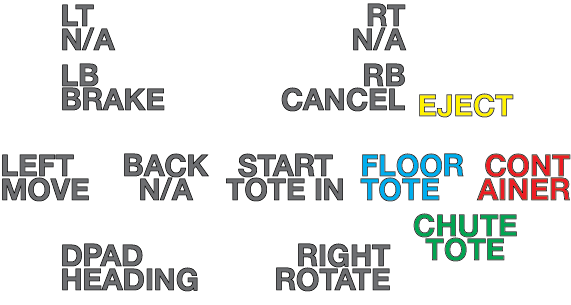 LT
N/A
RT
N/A
LB
BRAKE
RB
CANCEL
EJECT
LEFT
MOVE
BACK
N/A
START
TOTE IN
FLOOR
TOTE
CONT
AINER
CHUTE
TOTE
DPAD
HEADING
RIGHT
ROTATE